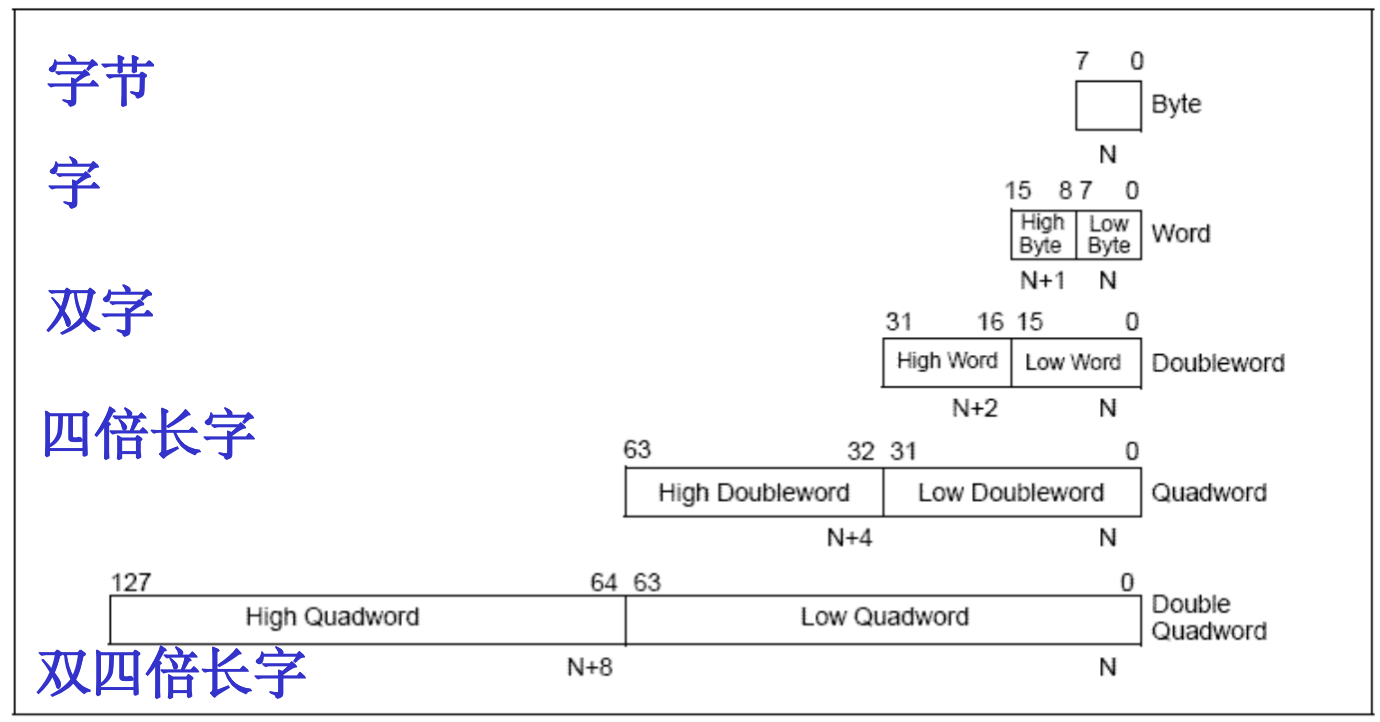 字节
7 0
Byte
N
字
15 8 7 0
High Byte Low Byte Word
N+1 N
双字
31 16 15 0
High Word Low Word Doubleword
N+2 N
四倍长字
63 32 31 0
High Doubleword Low Doubleword Quadword
N+4 N
127 64 63 0
High Quadword Low Quadword Double Quadword
双四倍长字
N+8 N